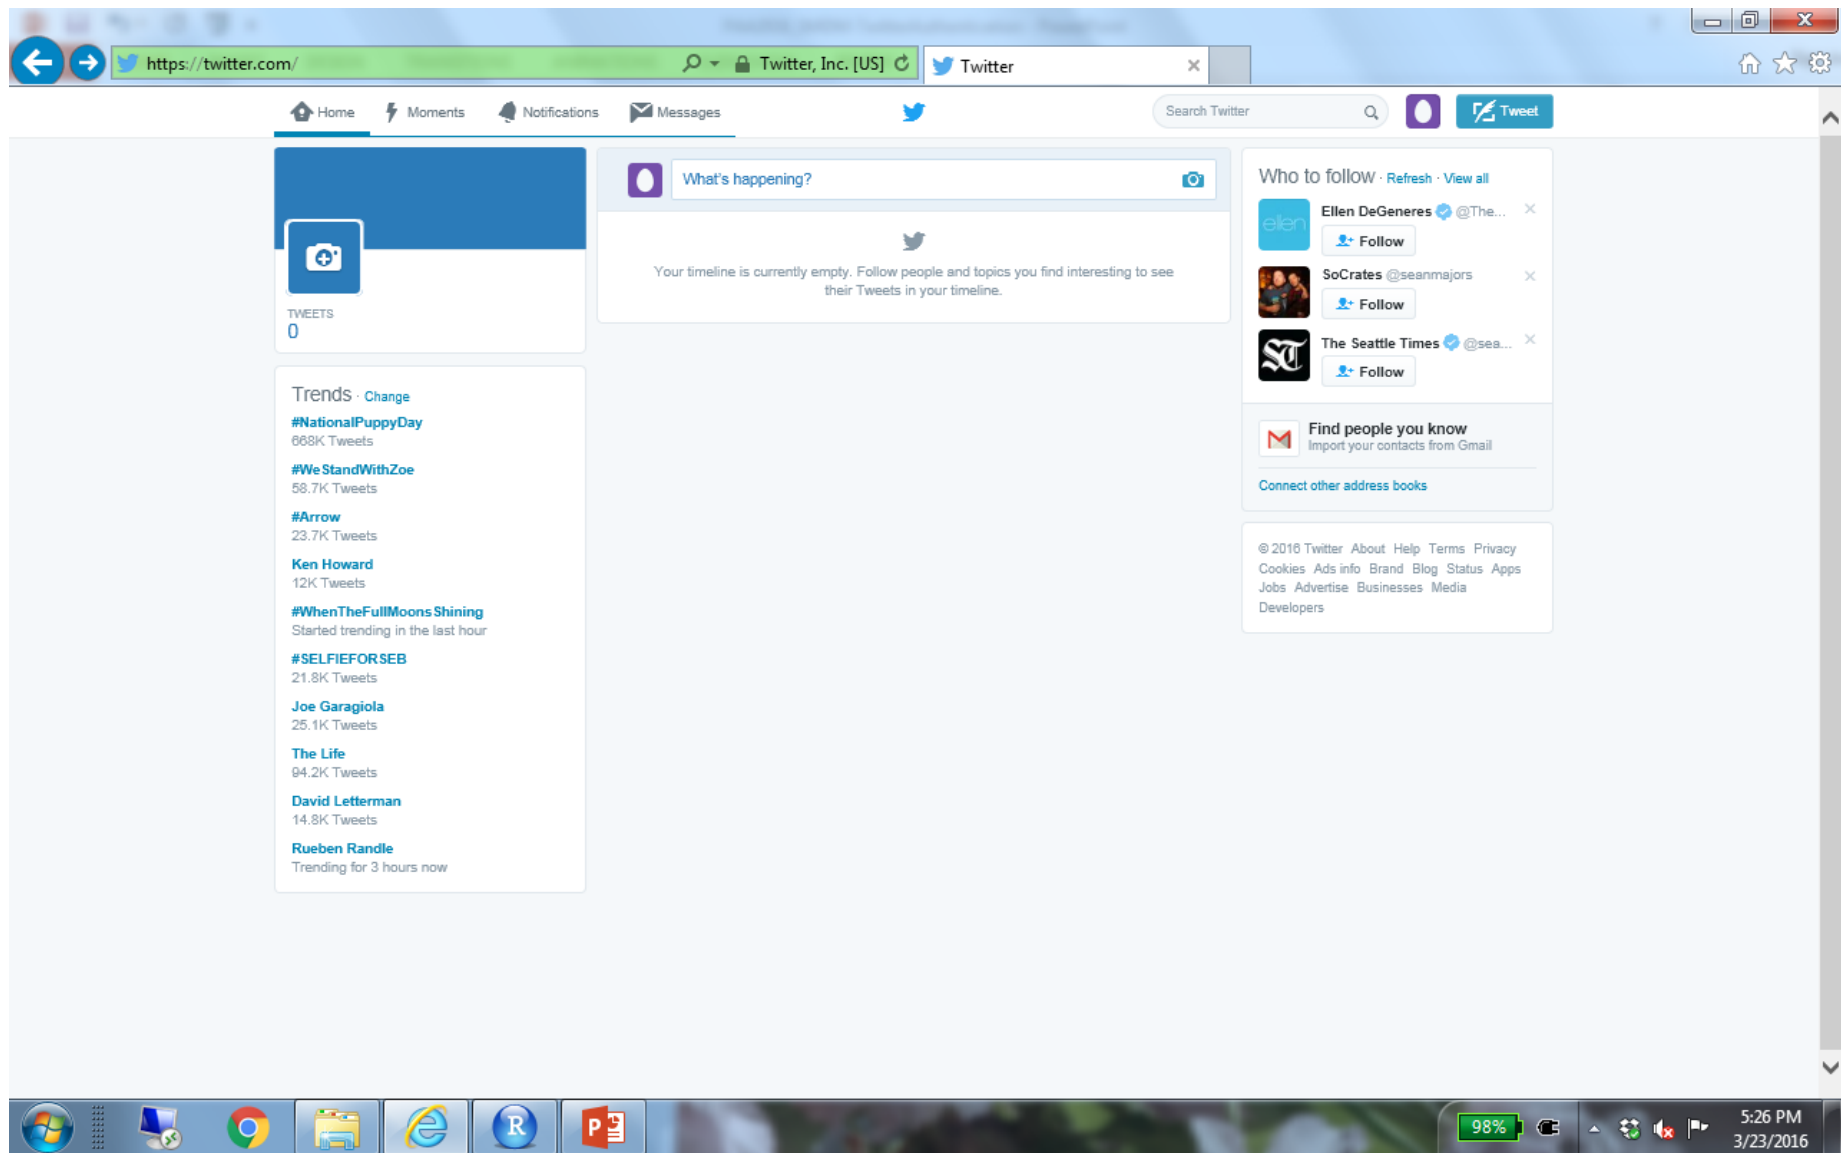 https://twitter.com/
Twitter, Inc. [US]
Twitter
Home
Moments
Notifications
Messages
Search Twitter
Tweet
TWEETS
0
Trends · Change
#NationalPuppyDay
668K Tweets
#WeStandWithZoe
58.7K Tweets
#Arrow
23.7K Tweets
Ken Howard
12K Tweets
#WhenTheFullMoonsShining
Started trending in the last hour
#SELFIEFORSEB
21.8K Tweets
Joe Garagiola
25.1K Tweets
The Life
94.2K Tweets
David Letterman
14.8K Tweets
Rueben Randle
Trending for 3 hours now
What's happening?
Your timeline is currently empty. Follow people and topics you find interesting to see
their Tweets in your timeline.
Who to follow · Refresh · View all
ellen
Ellen DeGeneres @The...
Follow
SoCrates @seanmajors
Follow
ST
The Seattle Times @sea...
Follow
Find people you know
Import your contacts from Gmail
Connect other address books
© 2016 Twitter About Help Terms Privacy
Cookies Ads info Brand Blog Status Apps
Jobs Advertise Businesses Media
Developers
R
P
98%
5:26 PM
3/23/2016